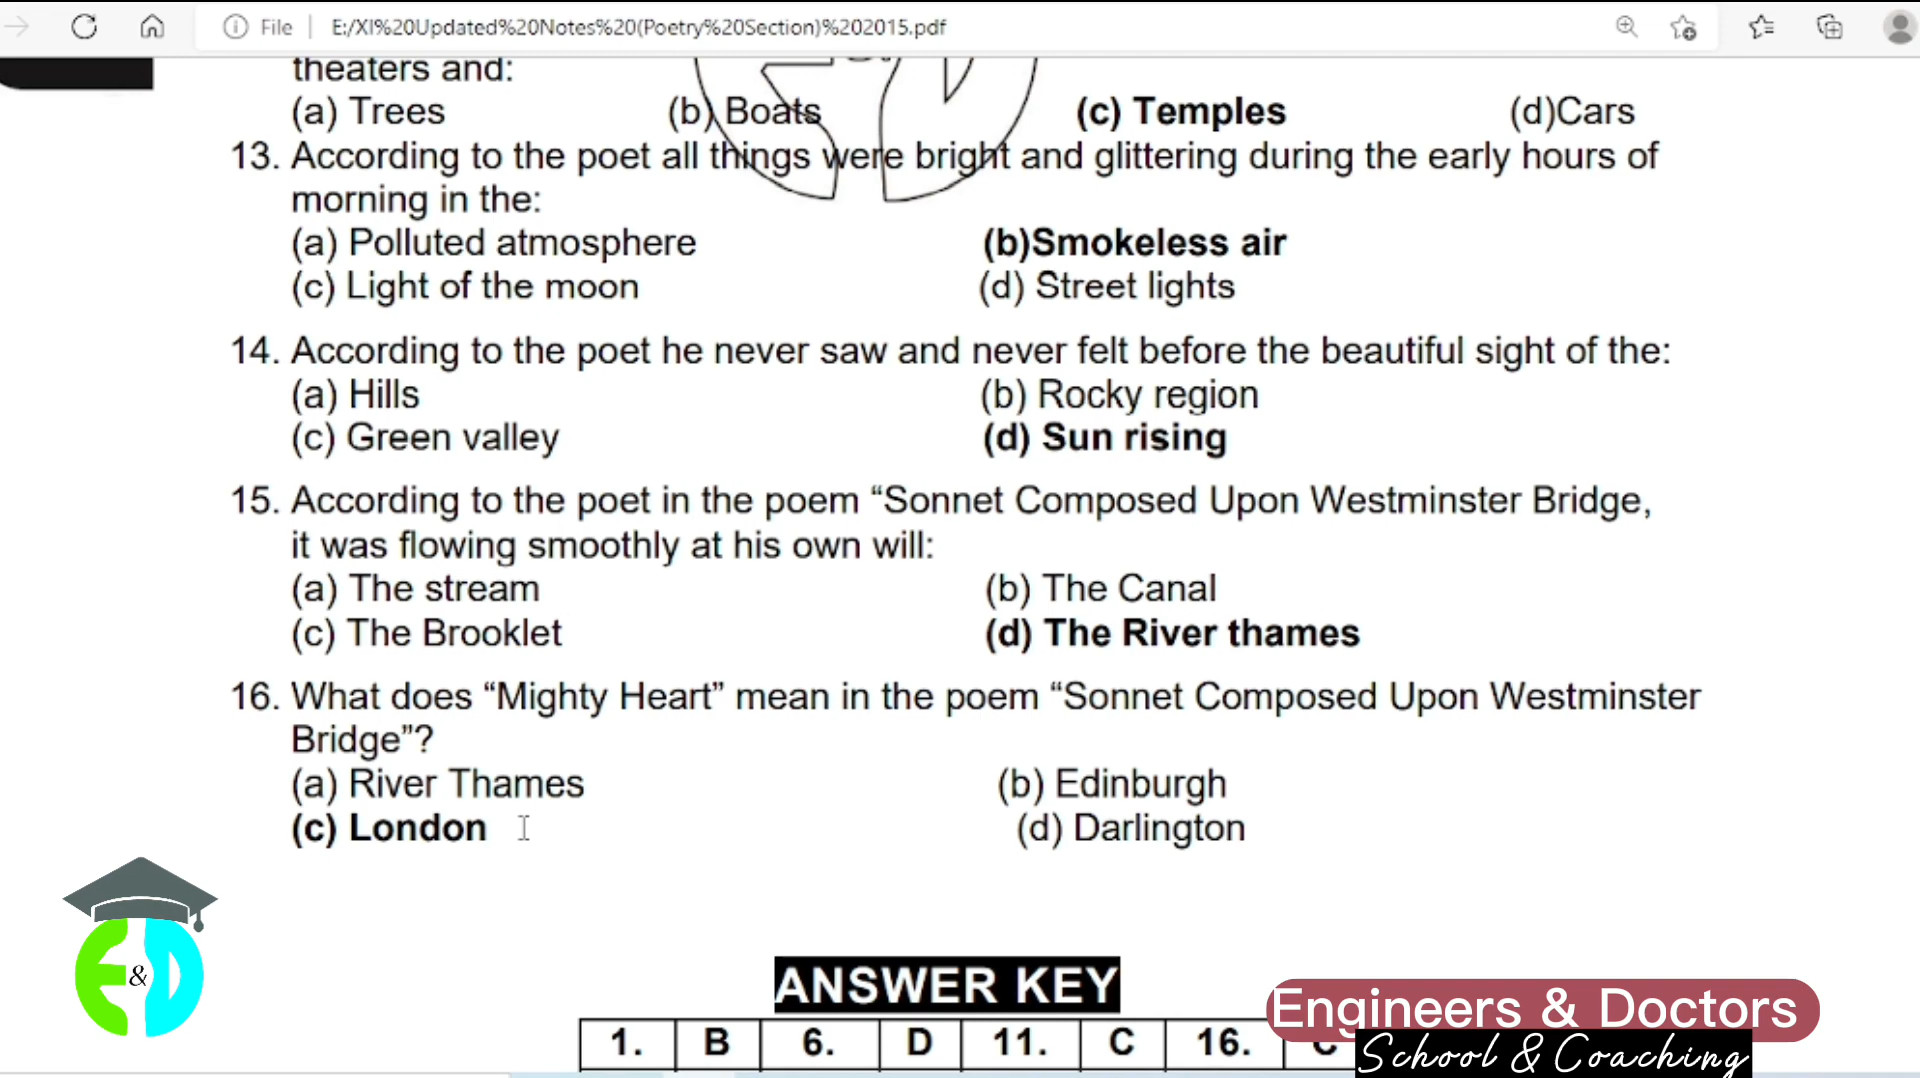 File | E:/XI%20Updated%20Notes%20(Poetry%20Section)%202015.pdf
theaters and:
(a) Trees (b) Boats (c) Temples (d)Cars
13. According to the poet all things were bright and glittering during the early hours of
morning in the:
(a) Polluted atmosphere (b)Smokeless air
(c) Light of the moon (d) Street lights
14. According to the poet he never saw and never felt before the beautiful sight of the:
(a) Hills (b) Rocky region
(c) Green valley (d) Sun rising
15. According to the poet in the poem “Sonnet Composed Upon Westminster Bridge,
it was flowing smoothly at his own will:
(a) The stream (b) The Canal
(c) The Brooklet (d) The River thames
16. What does “Mighty Heart” mean in the poem “Sonnet Composed Upon Westminster
Bridge”?
(a) River Thames (b) Edinburgh
(c) London (d) Darlington
E&D
ANSWER KEY
1. B 6. D 11. C 16. C
Engineers & Doctors
School & Coaching